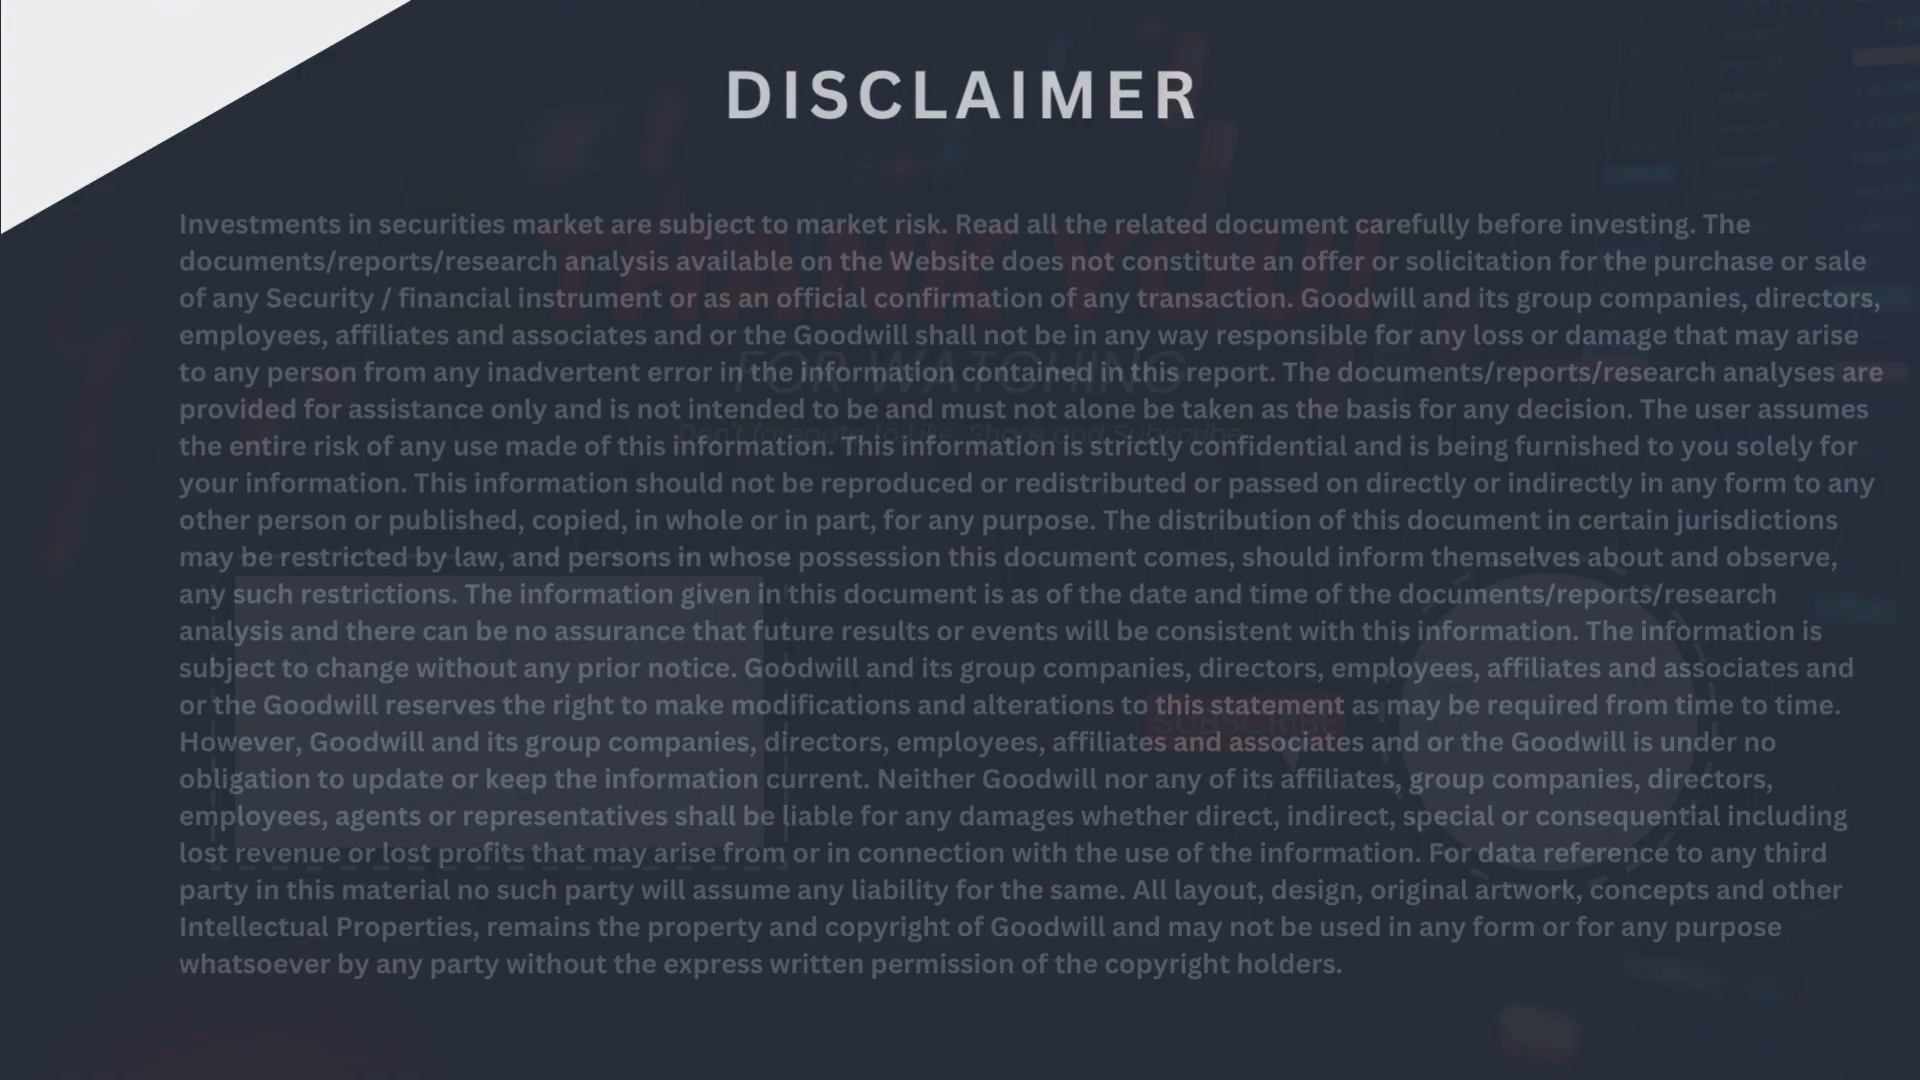 DISCLAIMER
Investments in securities market are subject to market risk. Read all the related document carefully before investing. The
documents/reports/research analysis available on the Website does not constitute an offer or solicitation for the purchase or sale
of any Security / financial instrument or as an official confirmation of any transaction. Goodwill and its group companies, directors,
employees, affiliates and associates and or the Goodwill shall not be in any way responsible for any loss or damage that may arise
to any person from any inadvertent error in the information contained in this report. The documents/reports/research analyses are
provided for assistance only and is not intended to be and must not alone be taken as the basis for any decision. The user assumes
the entire risk of any use made of this information. This information is strictly confidential and is being furnished to you solely for
your information. This information should not be reproduced or redistributed or passed on directly or indirectly in any form to any
other person or published, copied, in whole or in part, for any purpose. The distribution of this document in certain jurisdictions
may be restricted by law, and persons in whose possession this document comes, should inform themselves about and observe,
any such restrictions. The information given in this document is as of the date and time of the documents/reports/research
analysis and there can be no assurance that future results or events will be consistent with this information. The information is
subject to change without any prior notice. Goodwill and its group companies, directors, employees, affiliates and associates and
or the Goodwill reserves the right to make modifications and alterations to this statement as may be required from time to time.
However, Goodwill and its group companies, directors, employees, affiliates and associates and or the Goodwill is under no
obligation to update or keep the information current. Neither Goodwill nor any of its affiliates, group companies, directors,
employees, agents or representatives shall be liable for any damages whether direct, indirect, special or consequential including
lost revenue or lost profits that may arise from or in connection with the use of the information. For data reference to any third
party in this material no such party will assume any liability for the same. All layout, design, original artwork, concepts and other
Intellectual Properties, remains the property and copyright of Goodwill and may not be used in any form or for any purpose
whatsoever by any party without the express written permission of the copyright holders.
THANK YOU!
FOR WATCHING
Don't foregate to Like, Share and Subscribe
SUBSCRIBE